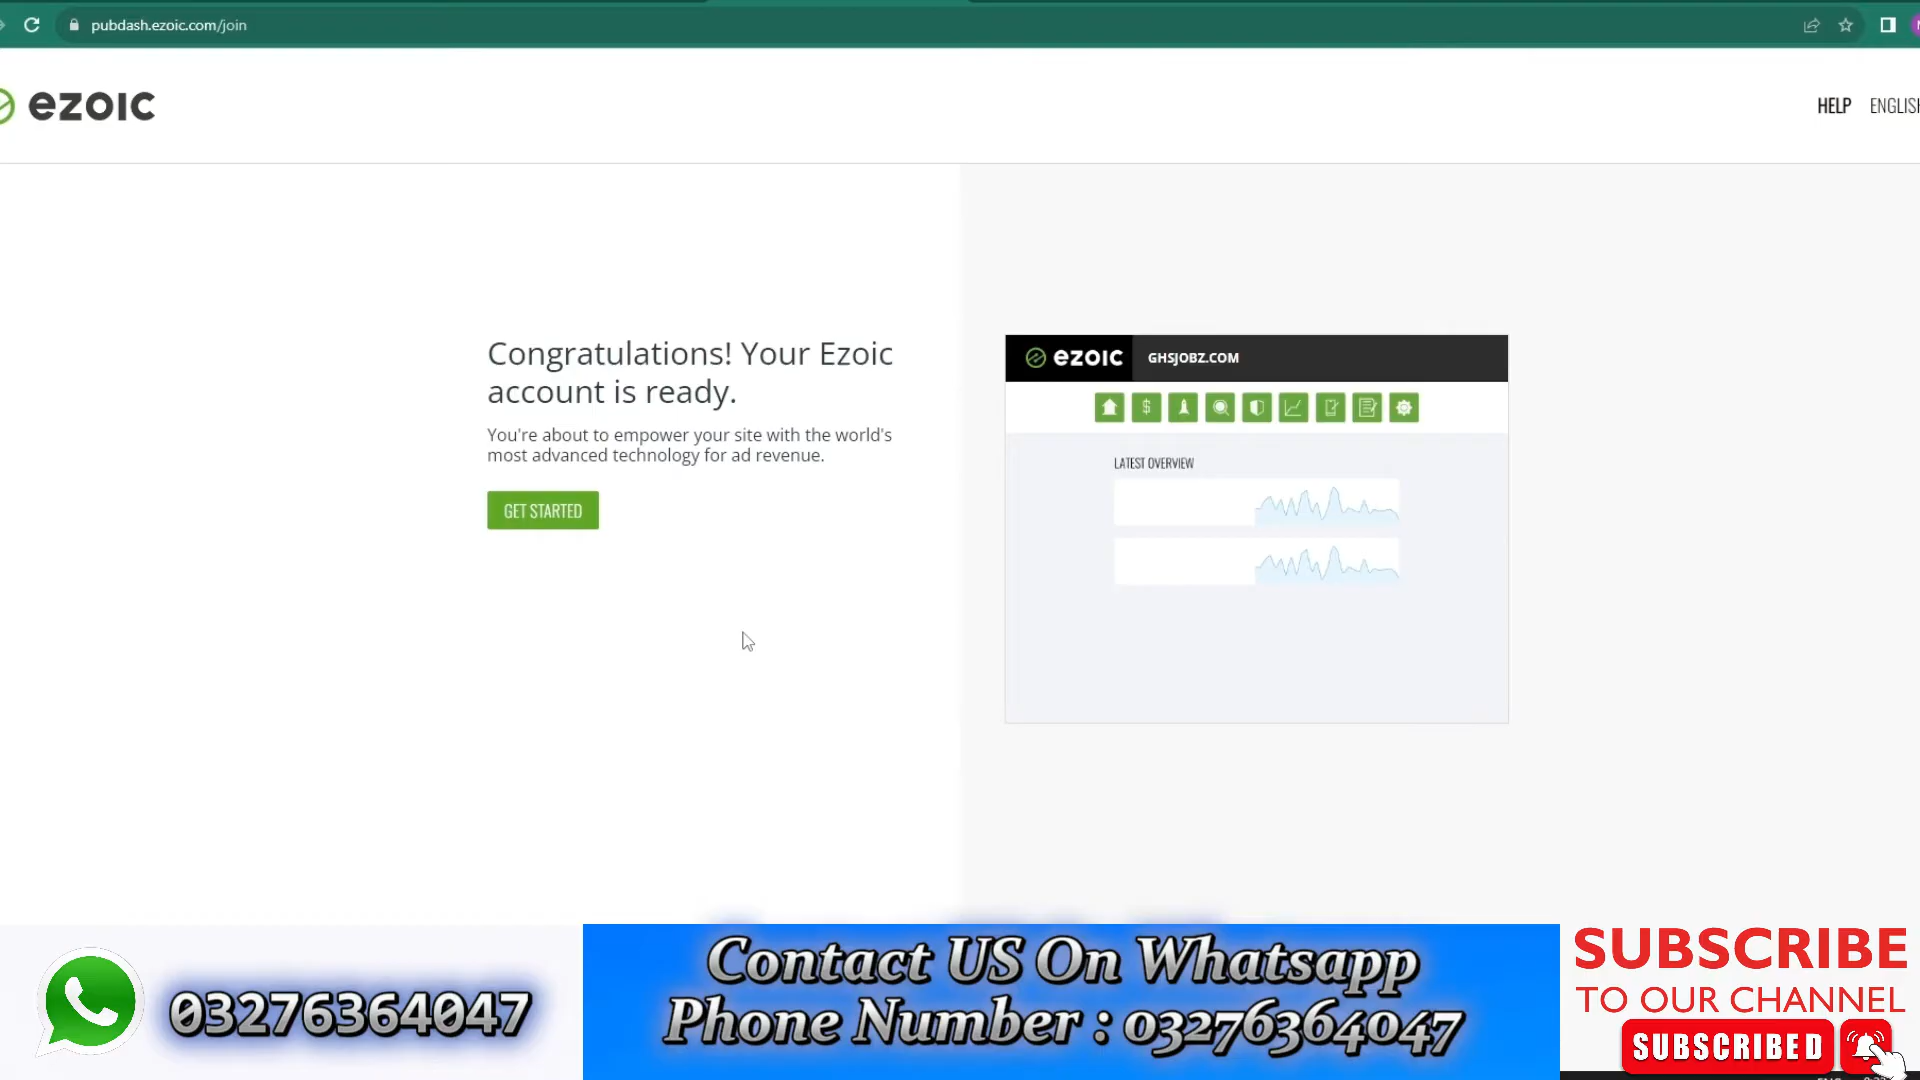 pubdash.ezoic.com/join
ezoic
HELP ENGLISH
Congratulations! Your Ezoic
account is ready.
You're about to empower your site with the world's
most advanced technology for ad revenue.
GET STARTED
ezoic GHSJOBZ.COM
LATEST OVERVIEW
03276364047
Contact US On Whatsapp
Phone Number : 03276364047
SUBSCRIBE
TO OUR CHANNEL
SUBSCRIBED